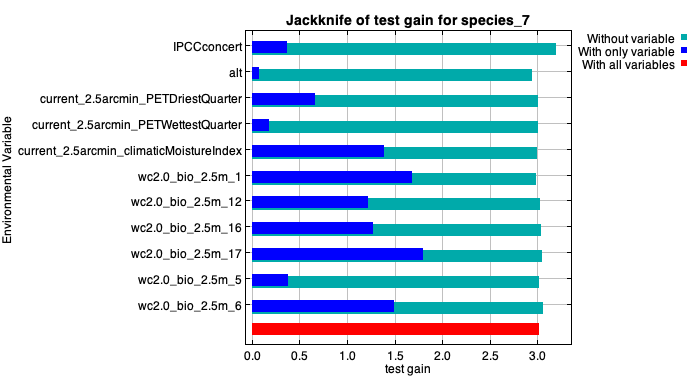 Jackknife of test gain for species_7
Without variable
With only variable
With all variables
Environmental Variable
IPCCconcert
alt
current_2.5arcmin_PETDriestQuarter
current_2.5arcmin_PETWettestQuarter
current_2.5arcmin_climaticMoistureIndex
wc2.0_bio_2.5m_1
wc2.0_bio_2.5m_12
wc2.0_bio_2.5m_16
wc2.0_bio_2.5m_17
wc2.0_bio_2.5m_5
wc2.0_bio_2.5m_6
0.0 0.5 1.0 1.5 2.0 2.5 3.0
test gain